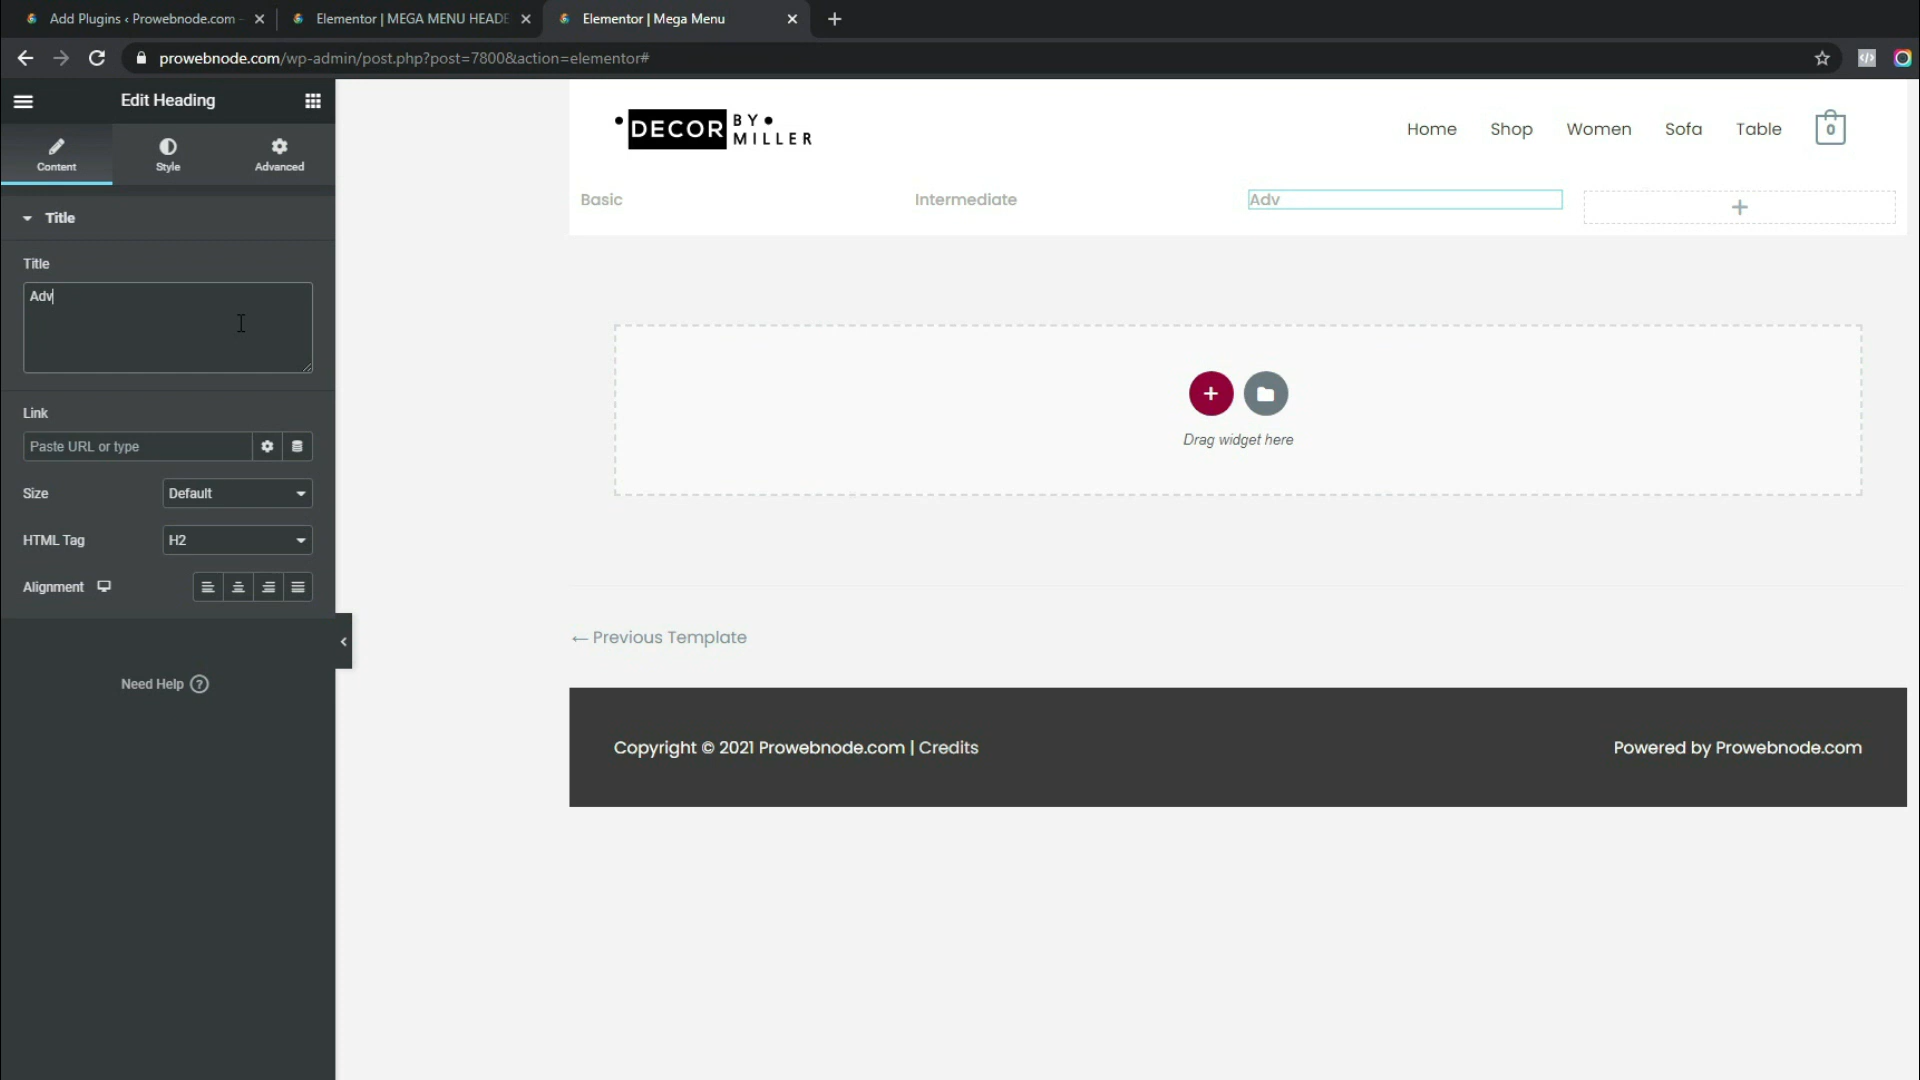 Add Plugins ‹ Prowebnode.com -
Elementor | MEGA MENU HEADE
Elementor | Mega Menu
prowebnode.com/wp-admin/post.php?post=7800&action=elementor#
Edit Heading
Content
Style
Advanced
Title
Title
Adv
Link
Paste URL or type
Size
Default
HTML Tag
H2
Alignment
Need Help ?
DECOR BY
MILLER
Home
Shop
Women
Sofa
Table
0
Basic
Intermediate
Adv
Drag widget here
← Previous Template
Copyright © 2021 Prowebnode.com | Credits
Powered by Prowebnode.com